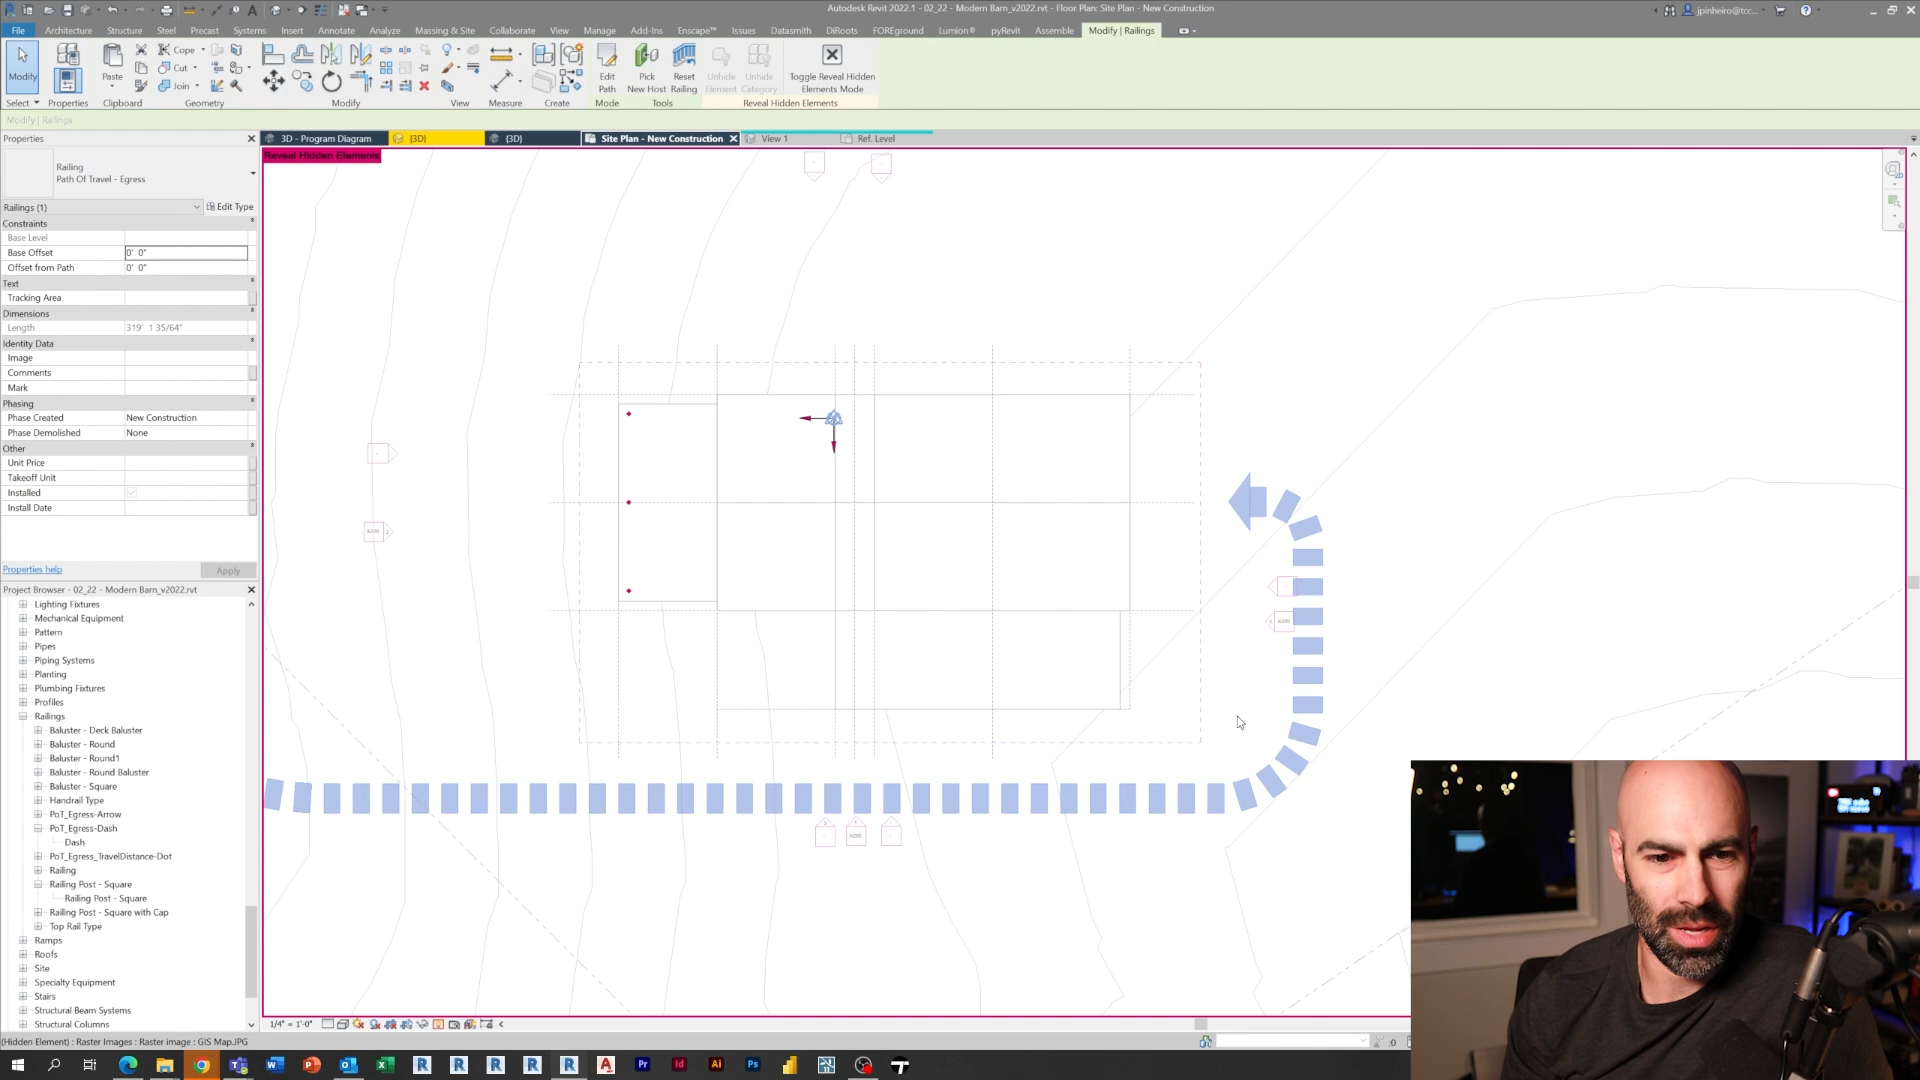 Autodesk Revit 2022.1 - 02_22 - Modern Barn_v2022.rvt - Floor Plan: Site Plan - New Construction
jpinheiro@tcc...
File Architecture Structure Steel Precast Systems Insert Annotate Analyze Massing & Site Collaborate View Manage Add-Ins Enscape™ Issues Datasmith DiRoots FOREground Lumion® pyRevit Assemble Modify | Railings
Modify
Paste
Cope
Cut
Join
Edit Path
Pick New Host
Reset Railing
Unhide Element
Unhide Category
Toggle Reveal Hidden Elements Mode
Select Properties Clipboard Geometry Modify View Measure Create Mode Tools Reveal Hidden Elements
Modify | Railings
Properties
3D - Program Diagram
{3D}
{3D}
Site Plan - New Construction
View 1
Ref. Level
Reveal Hidden Elements
Railing
Path Of Travel - Egress
Railings (1)
Edit Type
Constraints
Base Level
Base Offset 0' 0"
Offset from Path 0' 0"
Text
Tracking Area
Dimensions
Length 319' 1 35/64"
Identity Data
Image
Comments
Mark
Phasing
Phase Created New Construction
Phase Demolished None
Other
Unit Price
Takeoff Unit
Installed
Install Date
Properties help
Apply
Project Browser - 02_22 - Modern Barn_v2022.rvt
Lighting Fixtures
Mechanical Equipment
Pattern
Pipes
Piping Systems
Planting
Plumbing Fixtures
Profiles
Railings
Baluster - Deck Baluster
Baluster - Round
Baluster - Round1
Baluster - Round Baluster
Baluster - Square
Handrail Type
PoT_Egress-Arrow
PoT_Egress-Dash
Dash
PoT_Egress_TravelDistance-Dot
Railing
Railing Post - Square
Railing Post - Square
Railing Post - Square with Cap
Top Rail Type
Ramps
Roofs
Site
Specialty Equipment
Stairs
Structural Beam Systems
Structural Columns
A200
A200
A200
1/4" = 1'-0"
(Hidden Element) : Raster Images : Raster image : GIS Map.JPG
:0